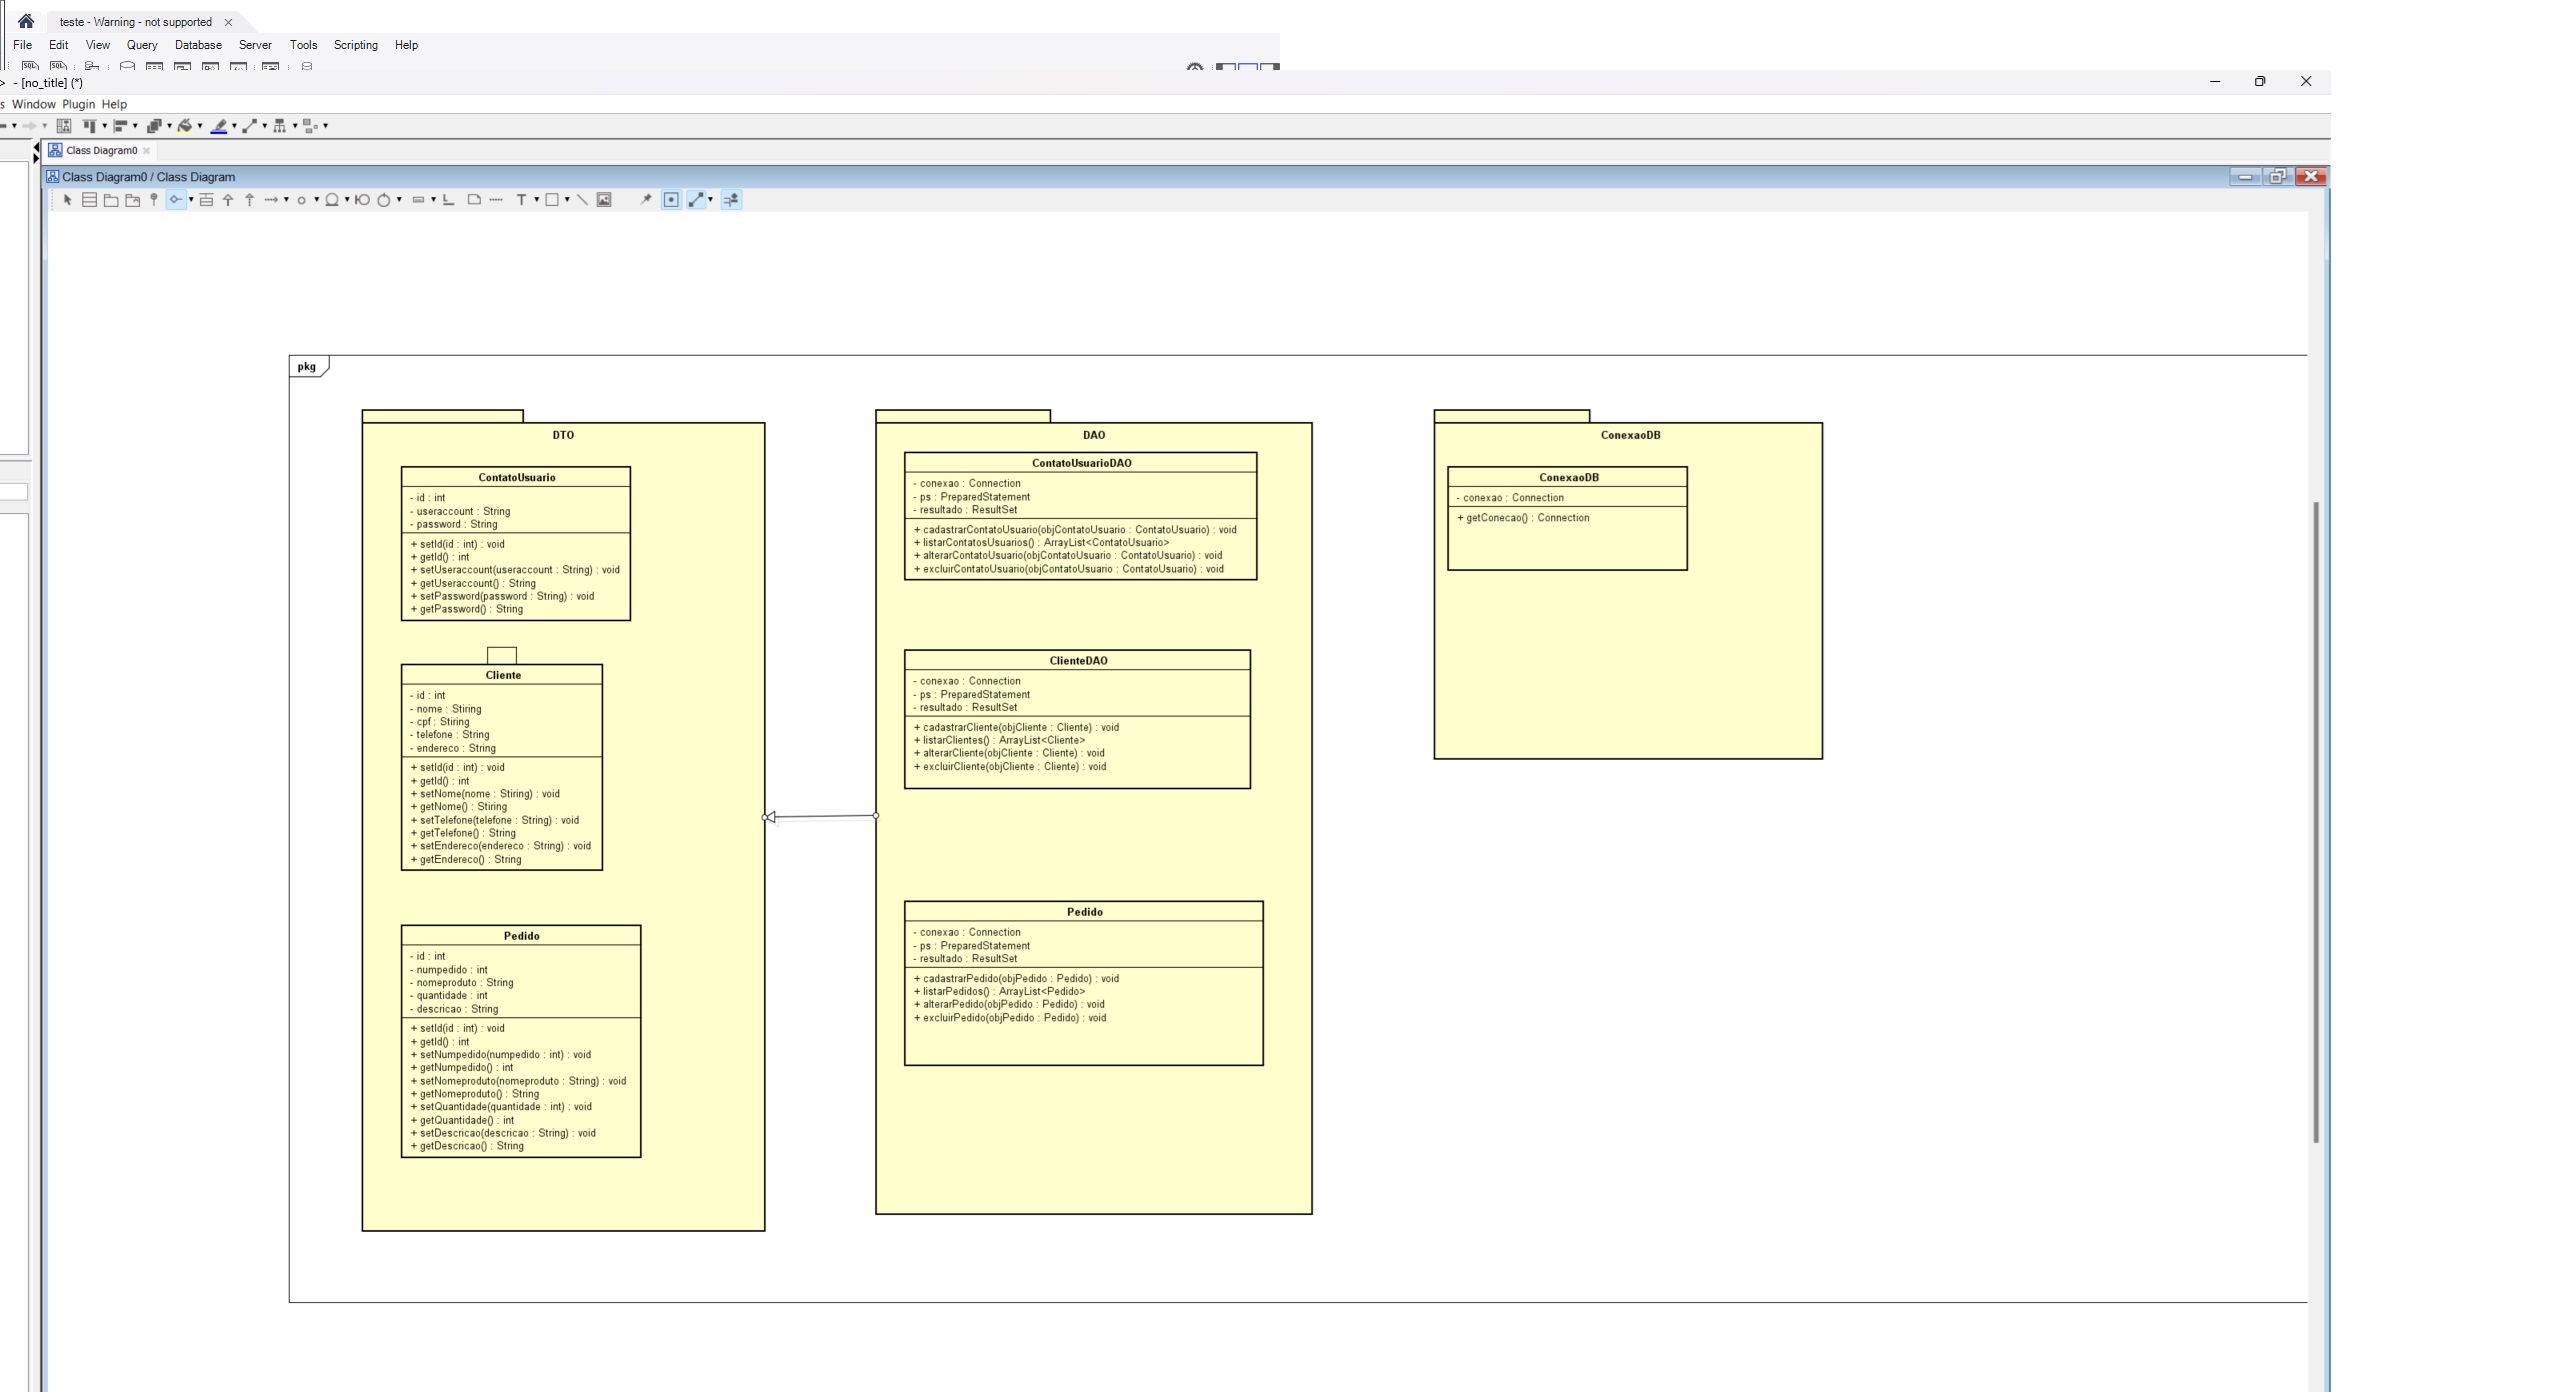 teste - Warning - not supported
File Edit View Query Database Server Tools Scripting Help
- [no_title] (*)
s Window Plugin Help
Class Diagram0
Class Diagram0 / Class Diagram
pkg
DTO
ContatoUsuario
- id : int
- useraccount : String
- password : String
+ setId(id : int) : void
+ getId() : int
+ setUseraccount(useraccount : String) : void
+ getUseraccount() : String
+ setPassword(password : String) : void
+ getPassword() : String
Cliente
- id : int
- nome : Stiring
- cpf : Stiring
- telefone : String
- endereco : String
+ setId(id : int) : void
+ getId() : int
+ setNome(nome : Stiring) : void
+ getNome() : Stiring
+ setTelefone(telefone : String) : void
+ getTelefone() : String
+ setEndereco(endereco : String) : void
+ getEndereco() : String
Pedido
- id : int
- numpedido : int
- nomeproduto : String
- quantidade : int
- descricao : String
+ setId(id : int) : void
+ getId() : int
+ setNumpedido(numpedido : int) : void
+ getNumpedido() : int
+ setNomeproduto(nomeproduto : String) : void
+ getNomeproduto() : String
+ setQuantidade(quantidade : int) : void
+ getQuantidade() : int
+ setDescricao(descricao : String) : void
+ getDescricao() : String
DAO
ContatoUsuarioDAO
- conexao : Connection
- ps : PreparedStatement
- resultado : ResultSet
+ cadastrarContatoUsuario(objContatoUsuario : ContatoUsuario) : void
+ listarContatosUsuarios() : ArrayList<ContatoUsuario>
+ alterarContatoUsuario(objContatoUsuario : ContatoUsuario) : void
+ excluirContatoUsuario(objContatoUsuario : ContatoUsuario) : void
ClienteDAO
- conexao : Connection
- ps : PreparedStatement
- resultado : ResultSet
+ cadastrarCliente(objCliente : Cliente) : void
+ listarClientes() : ArrayList<Cliente>
+ alterarCliente(objCliente : Cliente) : void
+ excluirCliente(objCliente : Cliente) : void
Pedido
- conexao : Connection
- ps : PreparedStatement
- resultado : ResultSet
+ cadastrarPedido(objPedido : Pedido) : void
+ listarPedidos() : ArrayList<Pedido>
+ alterarPedido(objPedido : Pedido) : void
+ excluirPedido(objPedido : Pedido) : void
ConexaoDB
ConexaoDB
- conexao : Connection
+ getConecao() : Connection